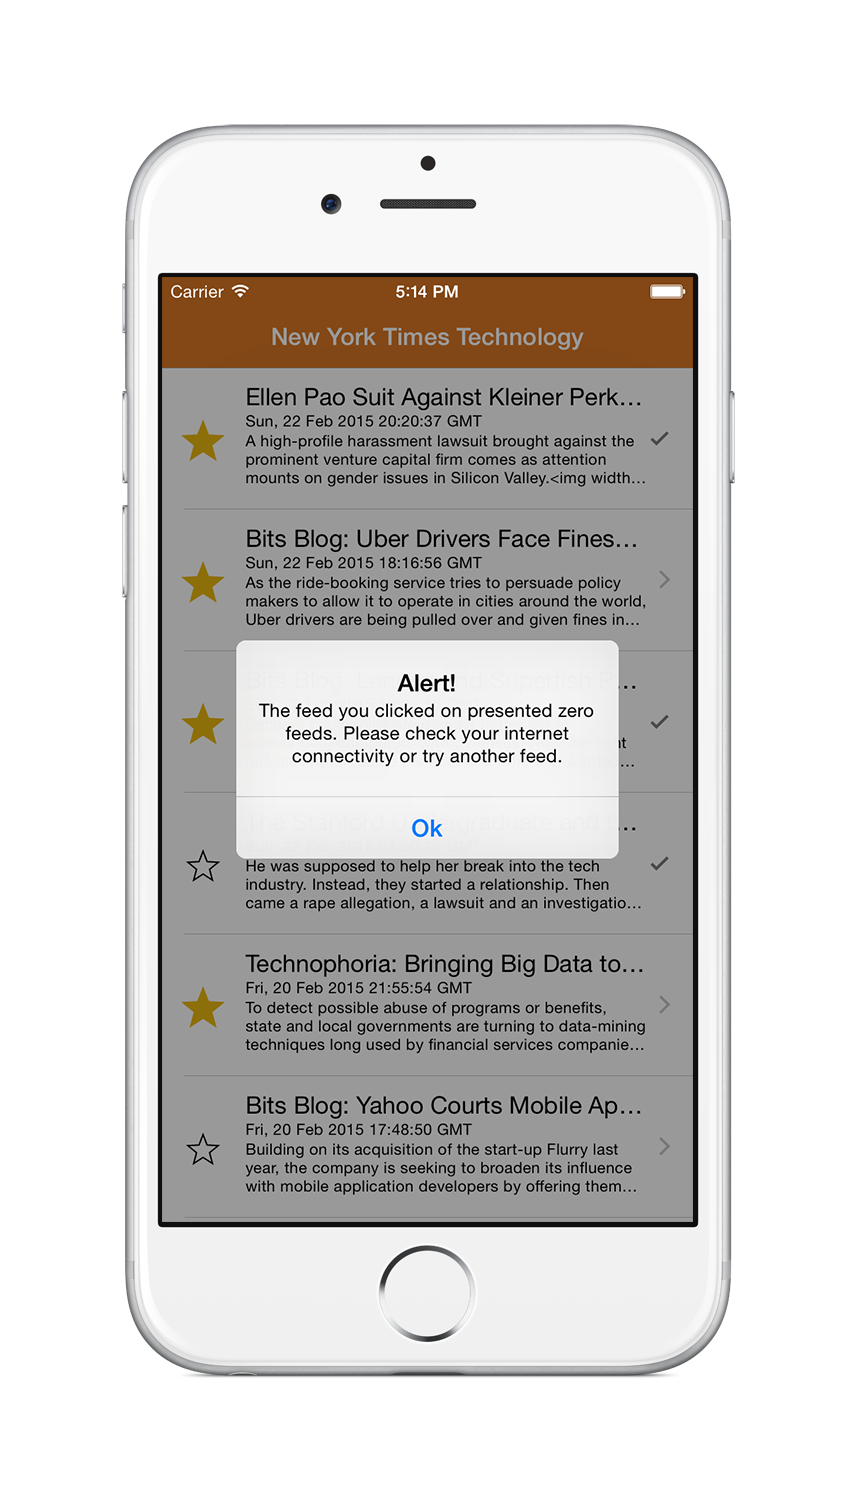 Carrier
5:14 PM
New York Times Technology
Ellen Pao Suit Against Kleiner Perk...
Sun, 22 Feb 2015 20:20:37 GMT
A high-profile harassment lawsuit brought against the
prominent venture capital firm comes as attention
mounts on gender issues in Silicon Valley.<img width...
Bits Blog: Uber Drivers Face Fines...
Sun, 22 Feb 2015 18:16:56 GMT
As the ride-booking service tries to persuade policy
makers to allow it to operate in cities around the world,
Uber drivers are being pulled over and given fines in...
Alert!
The feed you clicked on presented zero
feeds. Please check your internet
connectivity or try another feed.
Ok
He was supposed to help her break into the tech
industry. Instead, they started a relationship. Then
came a rape allegation, a lawsuit and an investigatio...
Technophoria: Bringing Big Data to...
Fri, 20 Feb 2015 21:55:54 GMT
To detect possible abuse of programs or benefits,
state and local governments are turning to data-mining
techniques long used by financial services companie...
Bits Blog: Yahoo Courts Mobile Ap...
Fri, 20 Feb 2015 17:48:50 GMT
Building on its acquisition of the start-up Flurry last
year, the company is seeking to broaden its influence
with mobile application developers by offering them...